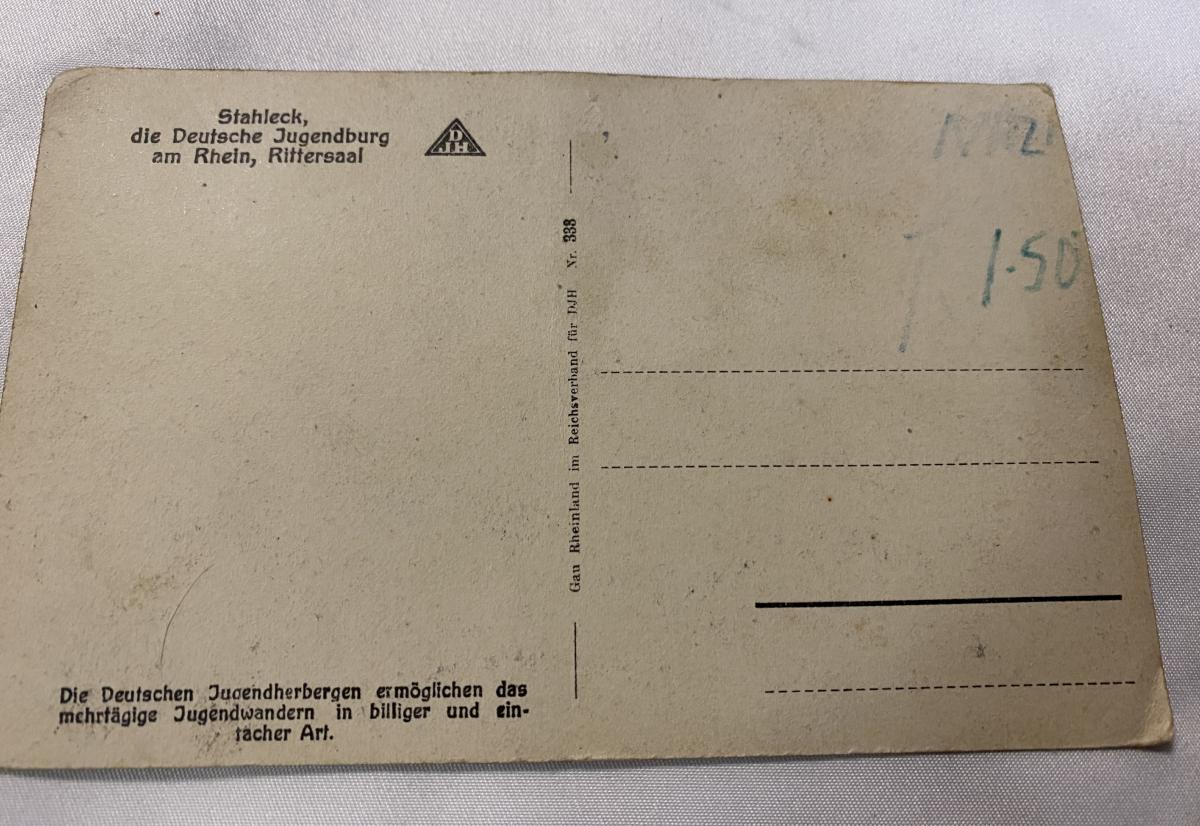 Stahleck,
die Deutsche Jugendburg
am Rhein, Rittersaal
D
JH
Gau Rheinland im Reichsverband für DJH Nr. 338
1.50
Die Deutschen Jugendherbergen ermöglichen das
mehrtägige Jugendwandern in billiger und ein-
facher Art.